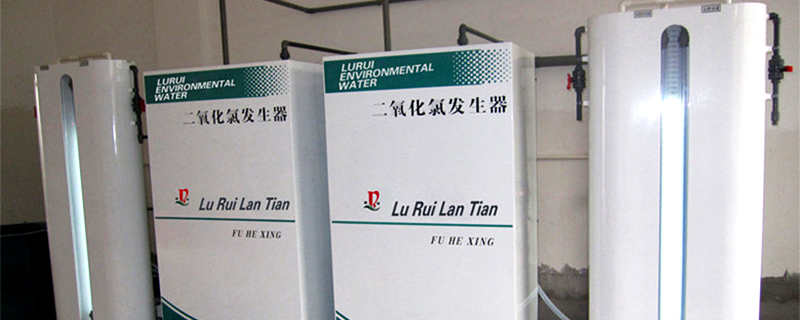 LURUI
ENVIRONMENTAL
WATER
二氧化氯发生器
Lu Rui Lan Tian
FU HE XING
LURUI
ENVIRONMENTAL
WATER
二氧化氯发生器
Lu Rui Lan Tian
FU HE XING